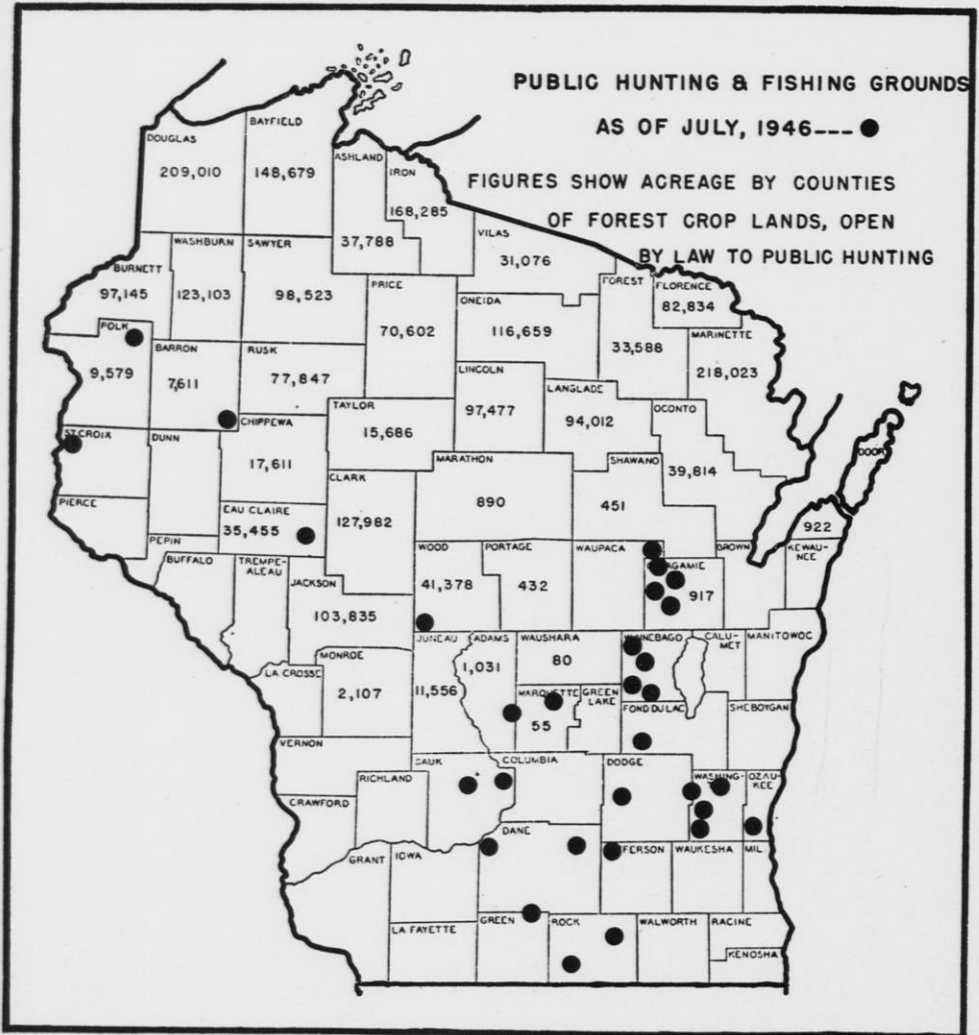 PUBLIC HUNTING & FISHING GROUNDS
AS OF JULY, 1946---
FIGURES SHOW ACREAGE BY COUNTIES
OF FOREST CROP LANDS, OPEN
BY LAW TO PUBLIC HUNTING
DOUGLAS
209,010
BAYFIELD
148,679
ASHLAND
37,788
IRON
168,285
VILAS
31,076
BURNETT
97,145
WASHBURN
123,103
SAWYER
98,523
PRICE
70,602
ONEIDA
116,659
FOREST
33,588
FLORENCE
82,834
MARINETTE
218,023
POLK
9,579
BARRON
7,611
RUSK
77,847
LINCOLN
97,477
LANGLADE
94,012
OCONTO
39,814
TAYLOR
15,686
CHIPPEWA
17,611
ST.CROIX
DUNN
CLARK
127,982
MARATHON
890
SHAWANO
451
DOOR
922
PIERCE
PEPIN
EAU CLAIRE
35,455
BUFFALO
TREMPE-
ALEAU
JACKSON
103,835
WOOD
41,378
PORTAGE
432
WAUPACA
AGAMIE
917
BROWN
KEWAU-
NEE
LA CROSSE
MONROE
2,107
JUNEAU
11,556
ADAMS
1,031
WAUSHARA
80
NEBAGO
CALU-
MET
MANITOWOC
MARQUETTE
55
GREEN
LAKE
FOND DU LAC
SHEBOYGAN
VERNON
CRAWFORD
RICHLAND
SAUK
COLUMBIA
DODGE
WASHING-
OZAU-
KEE
GRANT
IOWA
DANE
FERSON
WAUKESHA
MIL
LA FAYETTE
GREEN
ROCK
WALWORTH
RACINE
KENOSHA